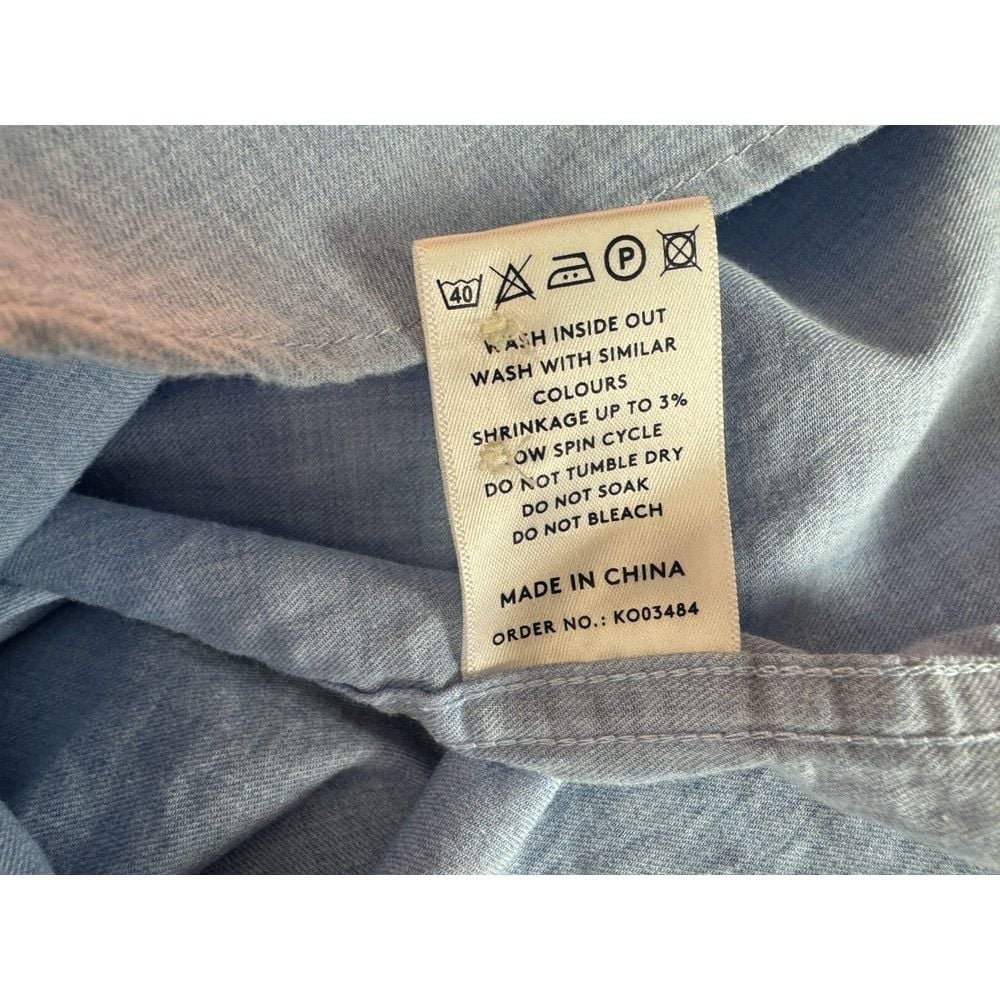 40 P
WASH INSIDE OUT
WASH WITH SIMILAR
COLOURS
SHRINKAGE UP TO 3%
LOW SPIN CYCLE
DO NOT TUMBLE DRY
DO NOT SOAK
DO NOT BLEACH
MADE IN CHINA
ORDER NO.: KO03484